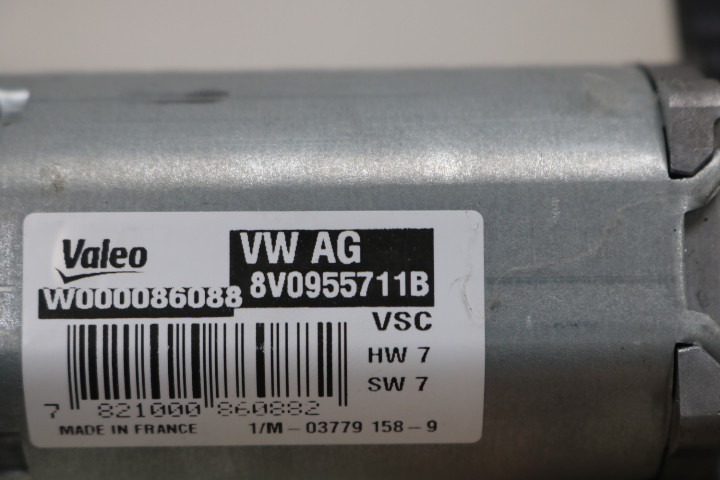 Valeo
VW AG
W000086088
8V0955711B
VSC
HW 7
SW 7
7 821000 860882
MADE IN FRANCE
1/M - 03779 158 - 9